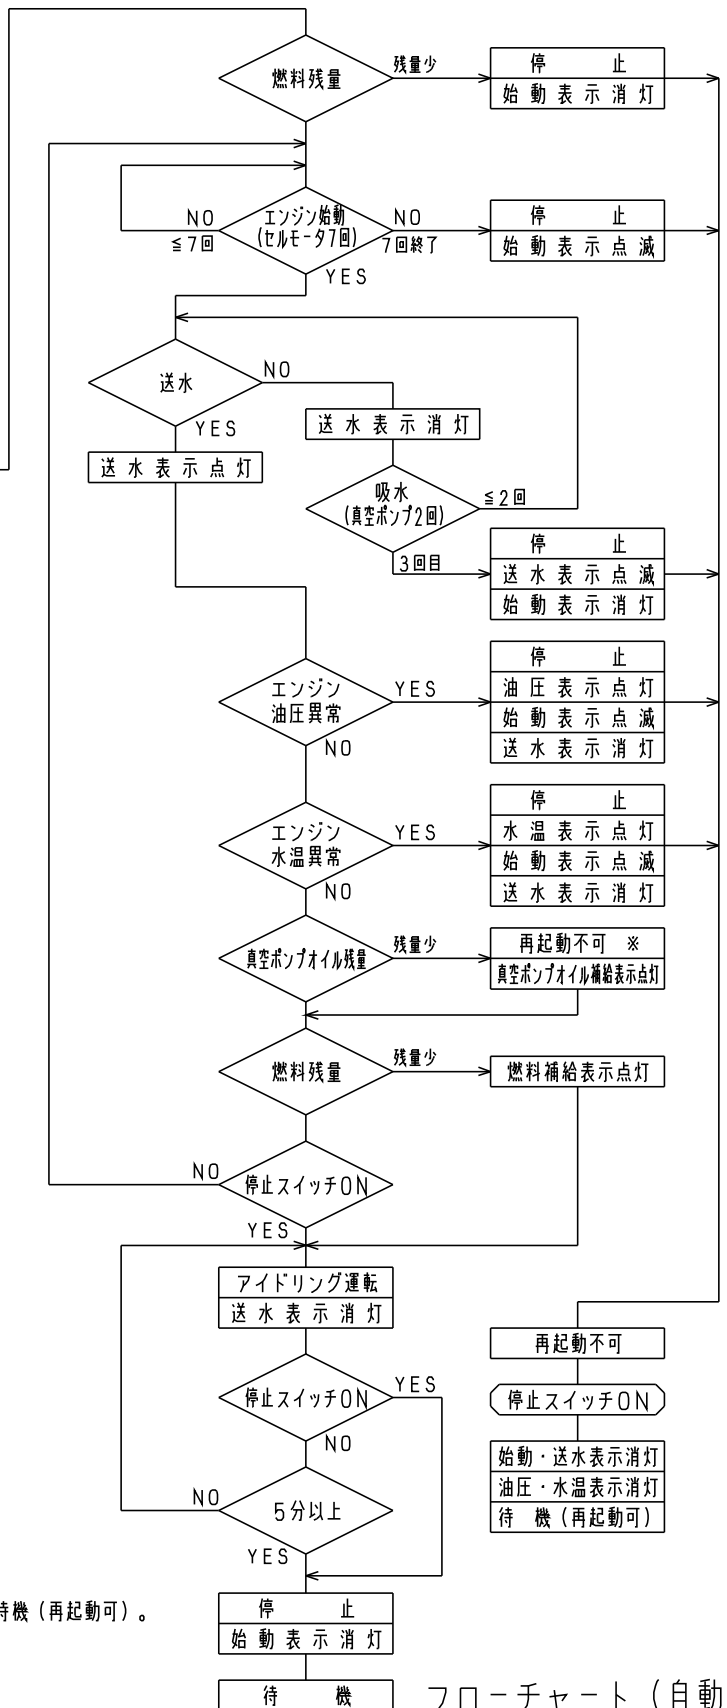 燃料残量
残量少
停 止
始動表示消灯
エンジン始動
(セルモータ7回)
NO
≦7回
NO
7回終了
停 止
始動表示点滅
YES
送水
NO
YES
送水表示消灯
送水表示点灯
吸水
(真空ポンプ2回)
≦2回
3回目
停 止
送水表示点滅
始動表示消灯
エンジン
油圧異常
YES
NO
停 止
油圧表示点灯
始動表示点滅
送水表示消灯
エンジン
水温異常
YES
NO
停 止
水温表示点灯
始動表示点滅
送水表示消灯
真空ポンプオイル残量
残量少
再起動不可 ※
真空ポンプオイル補給表示点灯
燃料残量
残量少
燃料補給表示点灯
停止スイッチON
NO
YES
アイドリング運転
送水表示消灯
停止スイッチON
YES
NO
5分以上
NO
YES
停 止
始動表示消灯
待 機
再起動不可
停止スイッチON
始動・送水表示消灯
油圧・水温表示消灯
待 機(再起動可)
待機(再起動可)。
フローチャート(自動